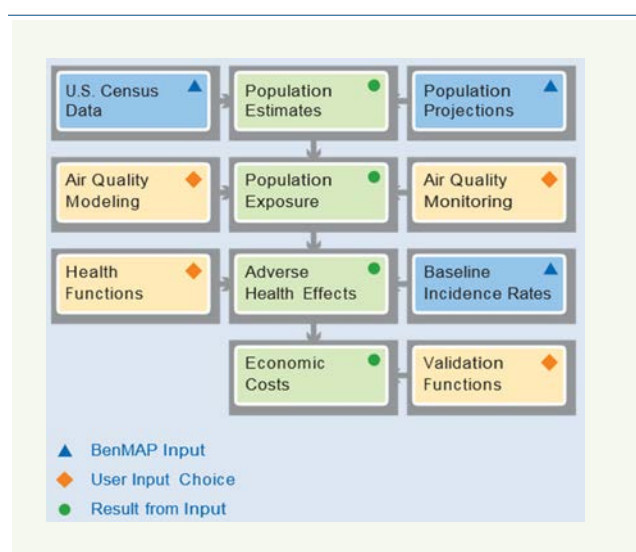 U.S. Census
Data
Population
Estimates
Population
Projections
Air Quality
Modeling
Population
Exposure
Air Quality
Monitoring
Health
Functions
Adverse
Health Effects
Baseline
Incidence Rates
Economic
Costs
Validation
Functions
BenMAP Input
User Input Choice
Result from Input